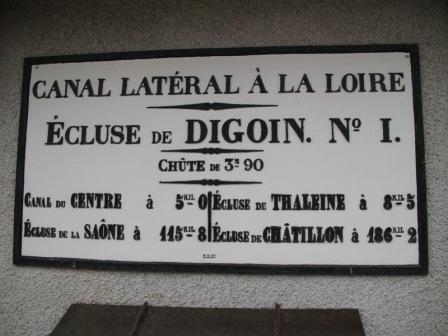 CANAL LATÉRAL À LA LOIRE
ÉCLUSE DE DIGOIN. Nº 1.
CHÛTE DE 3M 90
CANAL DU CENTRE à 5KIL 0 ÉCLUSE DE THALEINE à 8KIL 5
ÉCLUSE DE LA SAÔNE à 115KIL 8 ÉCLUSE DE CHÂTILLON à 186KIL 2